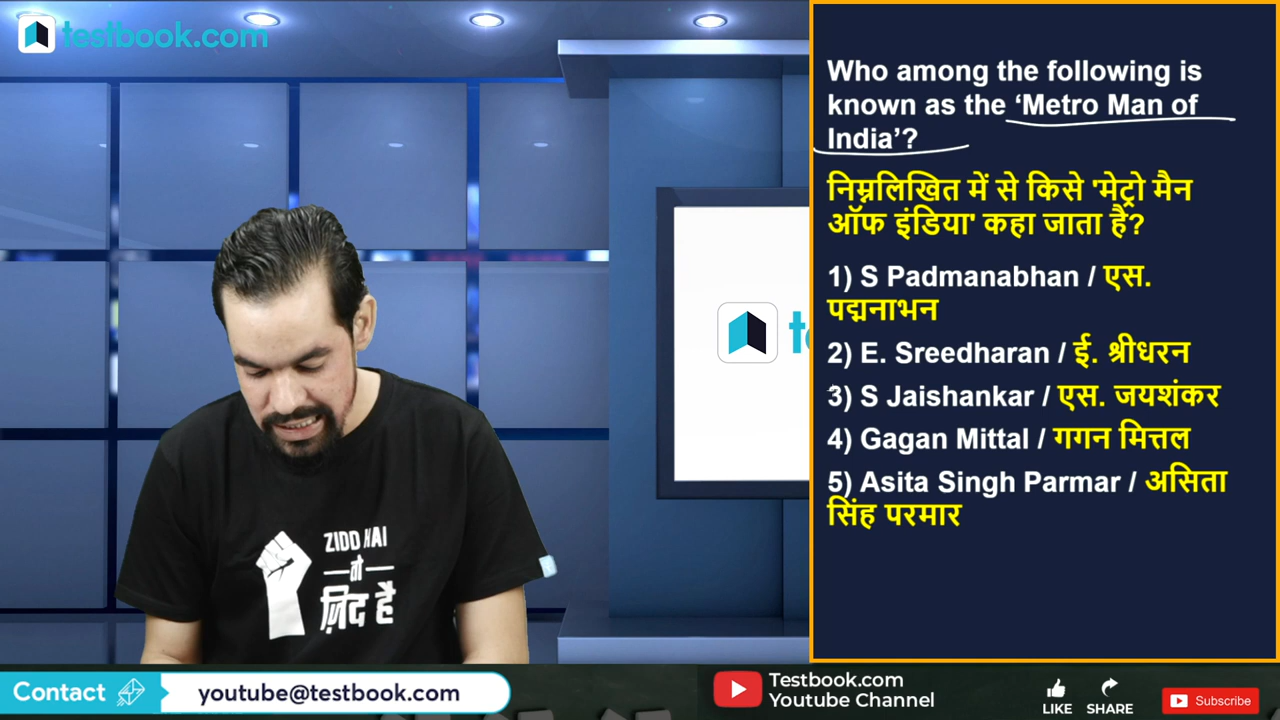 testbook.com
Who among the following is
known as the ‘Metro Man of
India’?
निम्नलिखित में से किसे 'मेट्रो मैन
ऑफ इंडिया' कहा जाता है?
1) S Padmanabhan / एस.
पद्मनाभन
2) E. Sreedharan / ई. श्रीधरन
3) S Jaishankar / एस. जयशंकर
4) Gagan Mittal / गगन मित्तल
5) Asita Singh Parmar / असिता
सिंह परमार
ZIDD HAI
तो
ज़िद है
Contact
youtube@testbook.com
Testbook.com
Youtube Channel
LIKE
SHARE
Subscribe